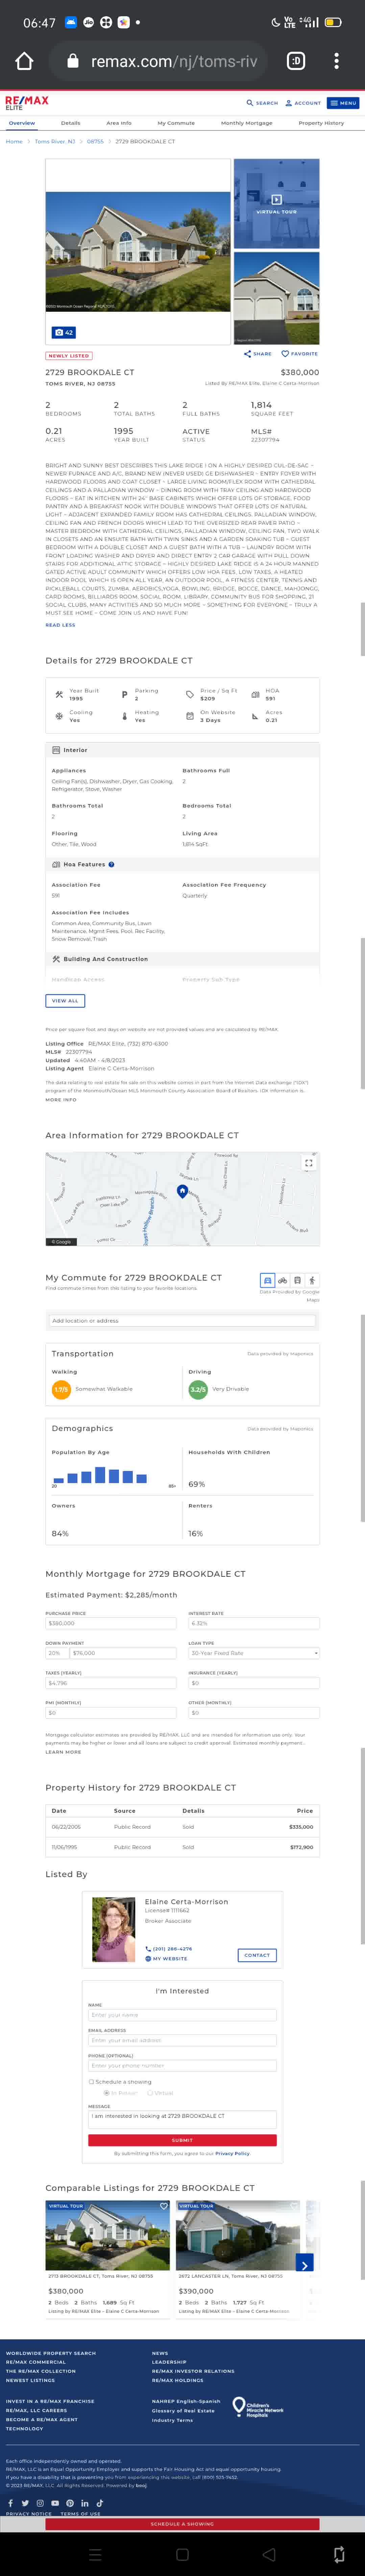 06:47
Vo
LTE
4G
remax.com/nj/toms-riv
:D
RE/MAX
ELITE
SEARCH ACCOUNT MENU
Overview Details Area Info My Commute Monthly Mortgage Property History
Home Toms River, NJ 08755 2729 BROOKDALE CT
VIRTUAL TOUR
42
NEWLY LISTED SHARE FAVORITE
2729 BROOKDALE CT $380,000
TOMS RIVER, NJ 08755 Listed By RE/MAX Elite, Elaine C Certa-Morrison
2 2 2 1,814
BEDROOMS TOTAL BATHS FULL BATHS SQUARE FEET
0.21 1995 ACTIVE MLS#
ACRES YEAR BUILT STATUS 22307794
BRIGHT AND SUNNY BEST DESCRIBES THIS LAKE RIDGE I ON A HIGHLY DESIRED CUL-DE-SAC ~
NEWER FURNACE AND A/C, BRAND NEW (NEVER USED) GE DISHWASHER ~ ENTRY FOYER WITH
HARDWOOD FLOORS AND COAT CLOSET ~ LARGE LIVING ROOM/FLEX ROOM WITH CATHEDRAL
CEILINGS AND A PALLADIAN WINDOW ~ DINING ROOM WITH TRAY CEILING AND HARDWOOD
FLOORS ~ EAT IN KITCHEN WITH 24' BASE CABINETS WHICH OFFER LOTS OF STORAGE, FOOD
PANTRY AND A BREAKFAST NOOK WITH DOUBLE WINDOWS THAT OFFER LOTS OF NATURAL
LIGHT ~ ADJACENT EXPANDED FAMILY ROOM HAS CATHEDRAL CEILINGS, PALLADIAN WINDOW,
CEILING FAN AND FRENCH DOORS WHICH LEAD TO THE OVERSIZED REAR PAVER PATIO ~
MASTER BEDROOM WITH CATHEDRAL CEILINGS, PALLADIAN WINDOW, CEILING FAN, TWO WALK
IN CLOSETS AND AN ENSUITE BATH WITH TWIN SINKS AND A GARDEN SOAKING TUB ~ GUEST
BEDROOM WITH A DOUBLE CLOSET AND A GUEST BATH WITH A TUB ~ LAUNDRY ROOM WITH
FRONT LOADING WASHER AND DRYER AND DIRECT ENTRY 2 CAR GARAGE WITH PULL DOWN
STAIRS FOR ADDITIONAL ATTIC STORAGE ~ HIGHLY DESIRED LAKE RIDGE IS A 24 HOUR MANNED
GATED ACTIVE ADULT COMMUNITY WHICH OFFERS LOW HOA FEES, LOW TAXES, A HEATED
INDOOR POOL WHICH IS OPEN ALL YEAR, AN OUTDOOR POOL, A FITNESS CENTER, TENNIS AND
PICKLEBALL COURTS, ZUMBA, AEROBICS,YOGA, BOWLING, BRIDGE, BOCCE, DANCE, MAHJONGG,
CARD ROOMS, BILLIARDS ROOM, SOCIAL ROOM, LIBRARY, COMMUNITY BUS FOR SHOPPING, 21
SOCIAL CLUBS, MANY ACTIVITIES AND SO MUCH MORE ~ SOMETHING FOR EVERYONE ~ TRULY A
MUST SEE HOME ~ COME JOIN US AND HAVE FUN!
READ LESS
Details for 2729 BROOKDALE CT
Year Built Parking Price / Sq Ft HOA
1995 2 $209 591
Cooling Heating On Website Acres
Yes Yes 3 Days 0.21
Interior
Appliances Bathrooms Full
Ceiling Fan(s), Dishwasher, Dryer, Gas Cooking, 2
Refrigerator, Stove, Washer
Bathrooms Total Bedrooms Total
2 2
Flooring Living Area
Other, Tile, Wood 1,814 SqFt
Hoa Features
Association Fee Association Fee Frequency
591 Quarterly
Association Fee Includes
Common Area, Community Bus, Lawn
Maintenance, Mgmt Fees, Pool, Rec Facility,
Snow Removal, Trash
Building And Construction
Handicap Access Property Sub Type
VIEW ALL
Price per square foot and days on website are not provided values and are calculated by RE/MAX.
Listing Office RE/MAX Elite, (732) 870-6300
MLS# 22307794
Updated 4:40AM - 4/8/2023
Listing Agent Elaine C Certa-Morrison
This data relating to real estate for sale on this website comes in part from the Internet Data exchange ("IDX")
program of the Monmouth/Ocean MLS Monmouth County Association Board of Realtors. IDX information is...
MORE INFO
Area Information for 2729 BROOKDALE CT
© Google
My Commute for 2729 BROOKDALE CT
Find commute times from this listing to your favorite locations.
Data Provided by Google
Maps
Add location or address
Transportation Data provided by Maponics
Walking Driving
1.7/5 Somewhat Walkable 3.2/5 Very Drivable
Demographics Data provided by Maponics
Population By Age Households With Children
20 85+ 69%
Owners Renters
84% 16%
Monthly Mortgage for 2729 BROOKDALE CT
Estimated Payment: $2,285/month
PURCHASE PRICE INTEREST RATE
$380,000 6.32%
DOWN PAYMENT LOAN TYPE
20% $76,000 30-Year Fixed Rate
TAXES (YEARLY) INSURANCE (YEARLY)
$4,796 $0
PMI (MONTHLY) OTHER (MONTHLY)
$0 $0
Mortgage calculator estimates are provided by RE/MAX, LLC and are intended for information use only. Your
payments may be higher or lower and all loans are subject to credit approval. Estimated monthly payment...
LEARN MORE
Property History for 2729 BROOKDALE CT
Date Source Details Price
06/22/2005 Public Record Sold $335,000
11/06/1995 Public Record Sold $172,900
Listed By
Elaine Certa-Morrison
License# 1111662
Broker Associate
(201) 286-4276
MY WEBSITE
CONTACT
I'm Interested
NAME
Enter your name
EMAIL ADDRESS
Enter your email address
PHONE (OPTIONAL)
Enter your phone number
Schedule a showing
In Person Virtual
MESSAGE
I am interested in looking at 2729 BROOKDALE CT
SUBMIT
By submitting this form, you agree to our Privacy Policy
Comparable Listings for 2729 BROOKDALE CT
VIRTUAL TOUR VIRTUAL TOUR
2713 BROOKDALE CT, Toms River, NJ 08755 2672 LANCASTER LN, Toms River, NJ 08755
$380,000 $390,000
2 Beds 2 Baths 1,689 Sq Ft 2 Beds 2 Baths 1,727 Sq Ft
Listing by RE/MAX Elite - Elaine C Certa-Morrison Listing by RE/MAX Elite - Elaine C Certa-Morrison
WORLDWIDE PROPERTY SEARCH NEWS
RE/MAX COMMERCIAL LEADERSHIP
THE RE/MAX COLLECTION RE/MAX INVESTOR RELATIONS
NEWEST LISTINGS RE/MAX HOLDINGS
INVEST IN A RE/MAX FRANCHISE NAHREP English-Spanish
RE/MAX, LLC CAREERS Glossary of Real Estate
BECOME A RE/MAX AGENT Industry Terms
TECHNOLOGY
Children's
Miracle Network
Hospitals
Each office independently owned and operated.
RE/MAX, LLC is an Equal Opportunity Employer and supports the Fair Housing Act and equal opportunity housing.
If you have a disability that is preventing you from experiencing this website, call (800) 525-7452.
© 2023 RE/MAX, LLC. All Rights Reserved. Powered by booj.
PRIVACY NOTICE TERMS OF USE
SCHEDULE A SHOWING